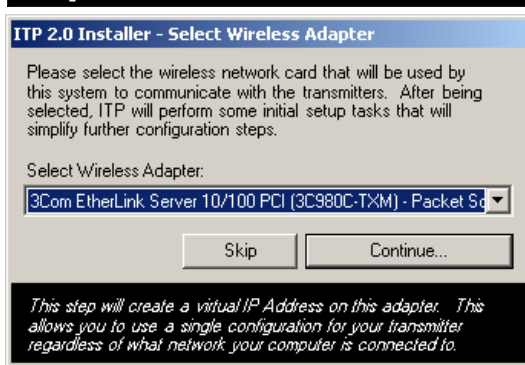 ITP 2.0 Installer - Select Wireless Adapter
Please select the wireless network card that will be used by
this system to communicate with the transmitters. After being
selected, ITP will perform some initial setup tasks that will
simplify further configuration steps.
Select Wireless Adapter:
3Com EtherLink Server 10/100 PCI (3C980C-TXM) - Packet Sc
Skip
Continue...
This step will create a virtual IP Address on this adapter. This
allows you to use a single configuration for your transmitter
regardless of what network your computer is connected to.